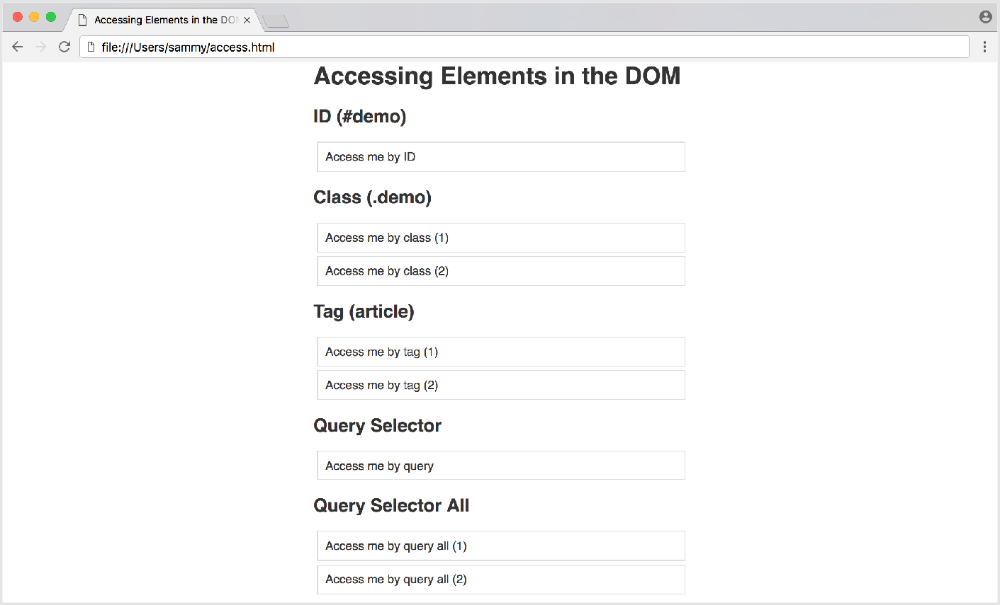 Accessing Elements in the DOM
file:///Users/sammy/access.html
Accessing Elements in the DOM
ID (#demo)
Access me by ID
Class (.demo)
Access me by class (1)
Access me by class (2)
Tag (article)
Access me by tag (1)
Access me by tag (2)
Query Selector
Access me by query
Query Selector All
Access me by query all (1)
Access me by query all (2)